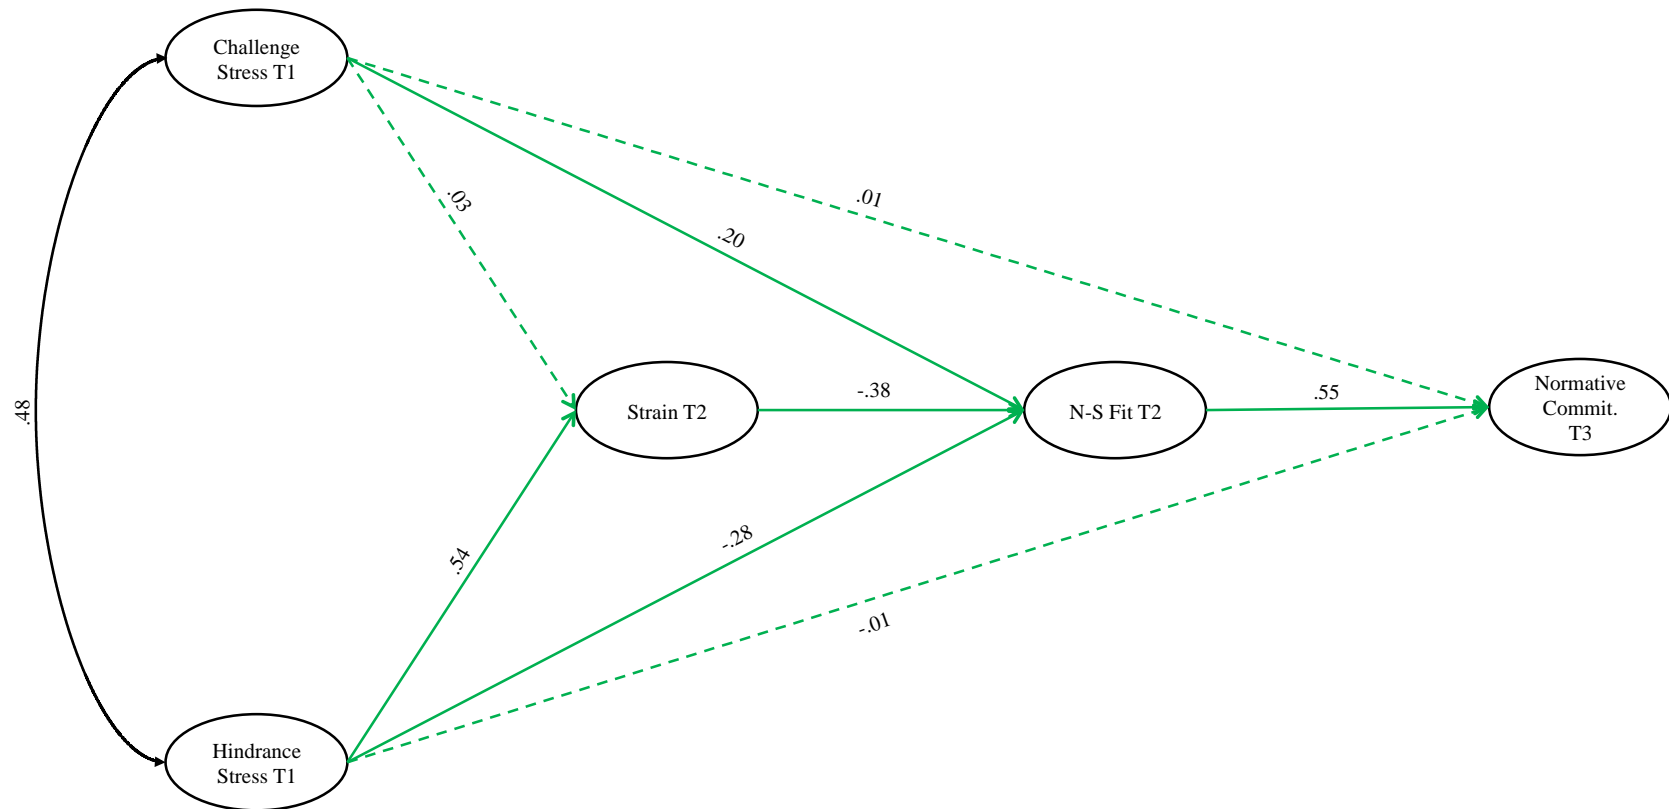 Challenge
Stress T1
.03
.20
.01
.48
Strain T2
-.38
N-S Fit T2
.55
Normative
Commit.
T3
.54
-.28
-.01
Hindrance
Stress T1